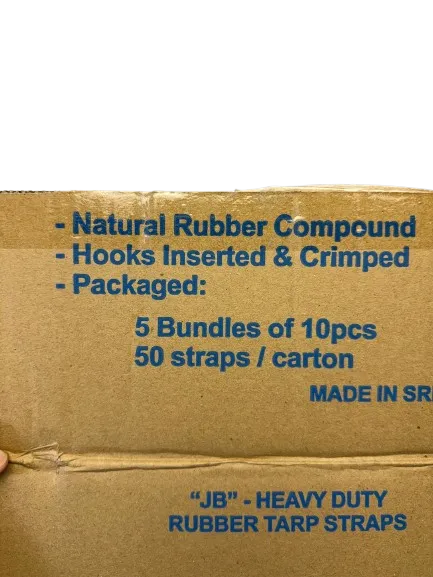 - Natural Rubber Compound
- Hooks Inserted & Crimped
- Packaged:
5 Bundles of 10pcs
50 straps / carton
MADE IN
"JB" - HEAVY DUTY
RUBBER TARP STRAPS